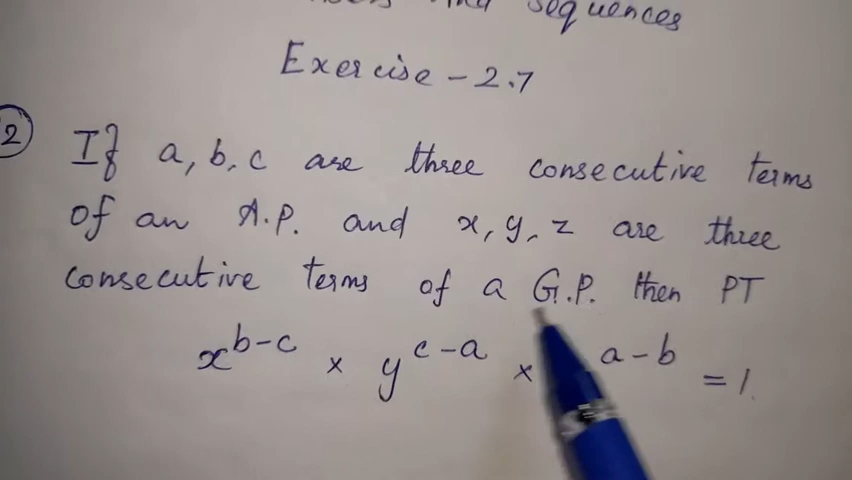 and sequences
Exercise - 2.7
2 If a, b, c are three consecutive terms
of an A.P. and x, y, z are three
consecutive terms of a G.P. then PT
x^{b-c} × y^{c-a} × ^{a-b} = 1.